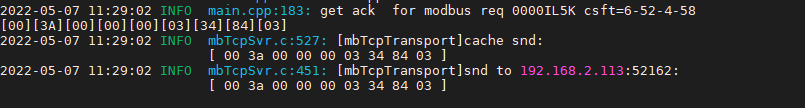 2022-05-07 11:29:02 INFO  main.cpp:183: get ack  for modbus req 0000IL5K csft=6-52-4-58
[00][3A][00][00][00][03][34][84][03]
2022-05-07 11:29:02 INFO  mbTcpSvr.c:527: [mbTcpTransport]cache snd:
[ 00 3a 00 00 00 03 34 84 03 ]
2022-05-07 11:29:02 INFO  mbTcpSvr.c:451: [mbTcpTransport]snd to 192.168.2.113:52162:
[ 00 3a 00 00 00 03 34 84 03 ]